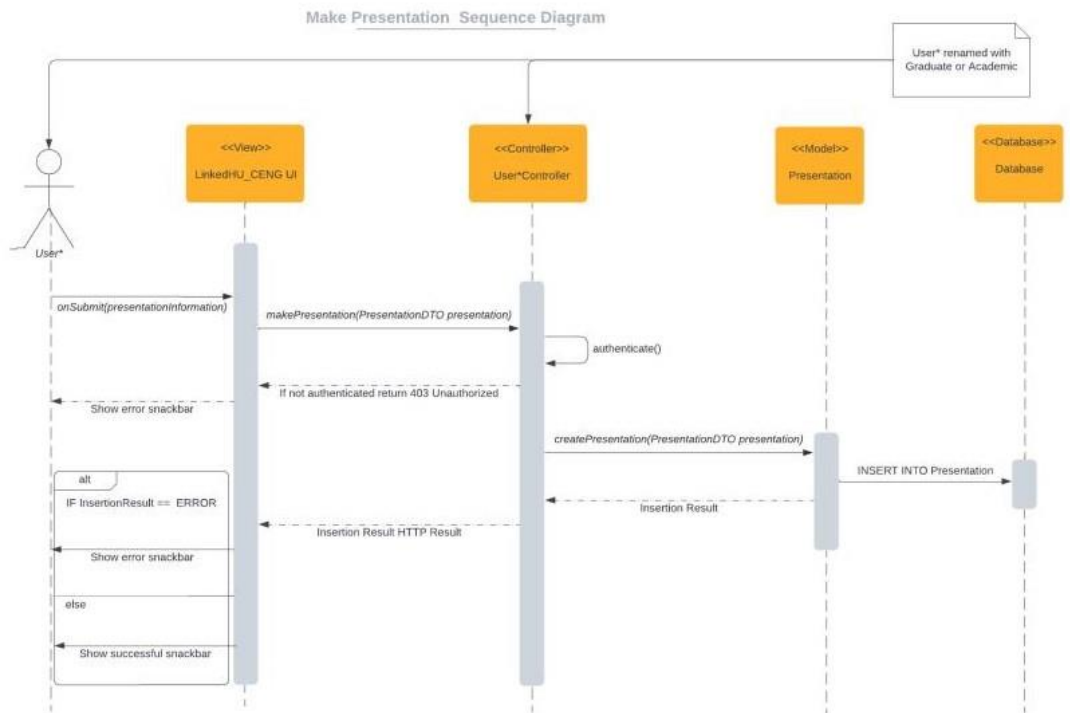 Make Presentation Sequence Diagram
User* renamed with
Graduate or Academic
<<View>>
LinkedHU_CENG UI
<<Controller>>
User*Controller
<<Model>>
Presentation
<<Database>>
Database
User*
onSubmit(presentationInformation)
makePresentation(PresentationDTO presentation)
authenticate()
If not authenticated return 403 Unauthorized
Show error snackbar
createPresentation(PresentationDTO presentation)
INSERT INTO Presentation
alt
IF InsertionResult == ERROR
Insertion Result
Insertion Result HTTP Result
Show error snackbar
else
Show successful snackbar